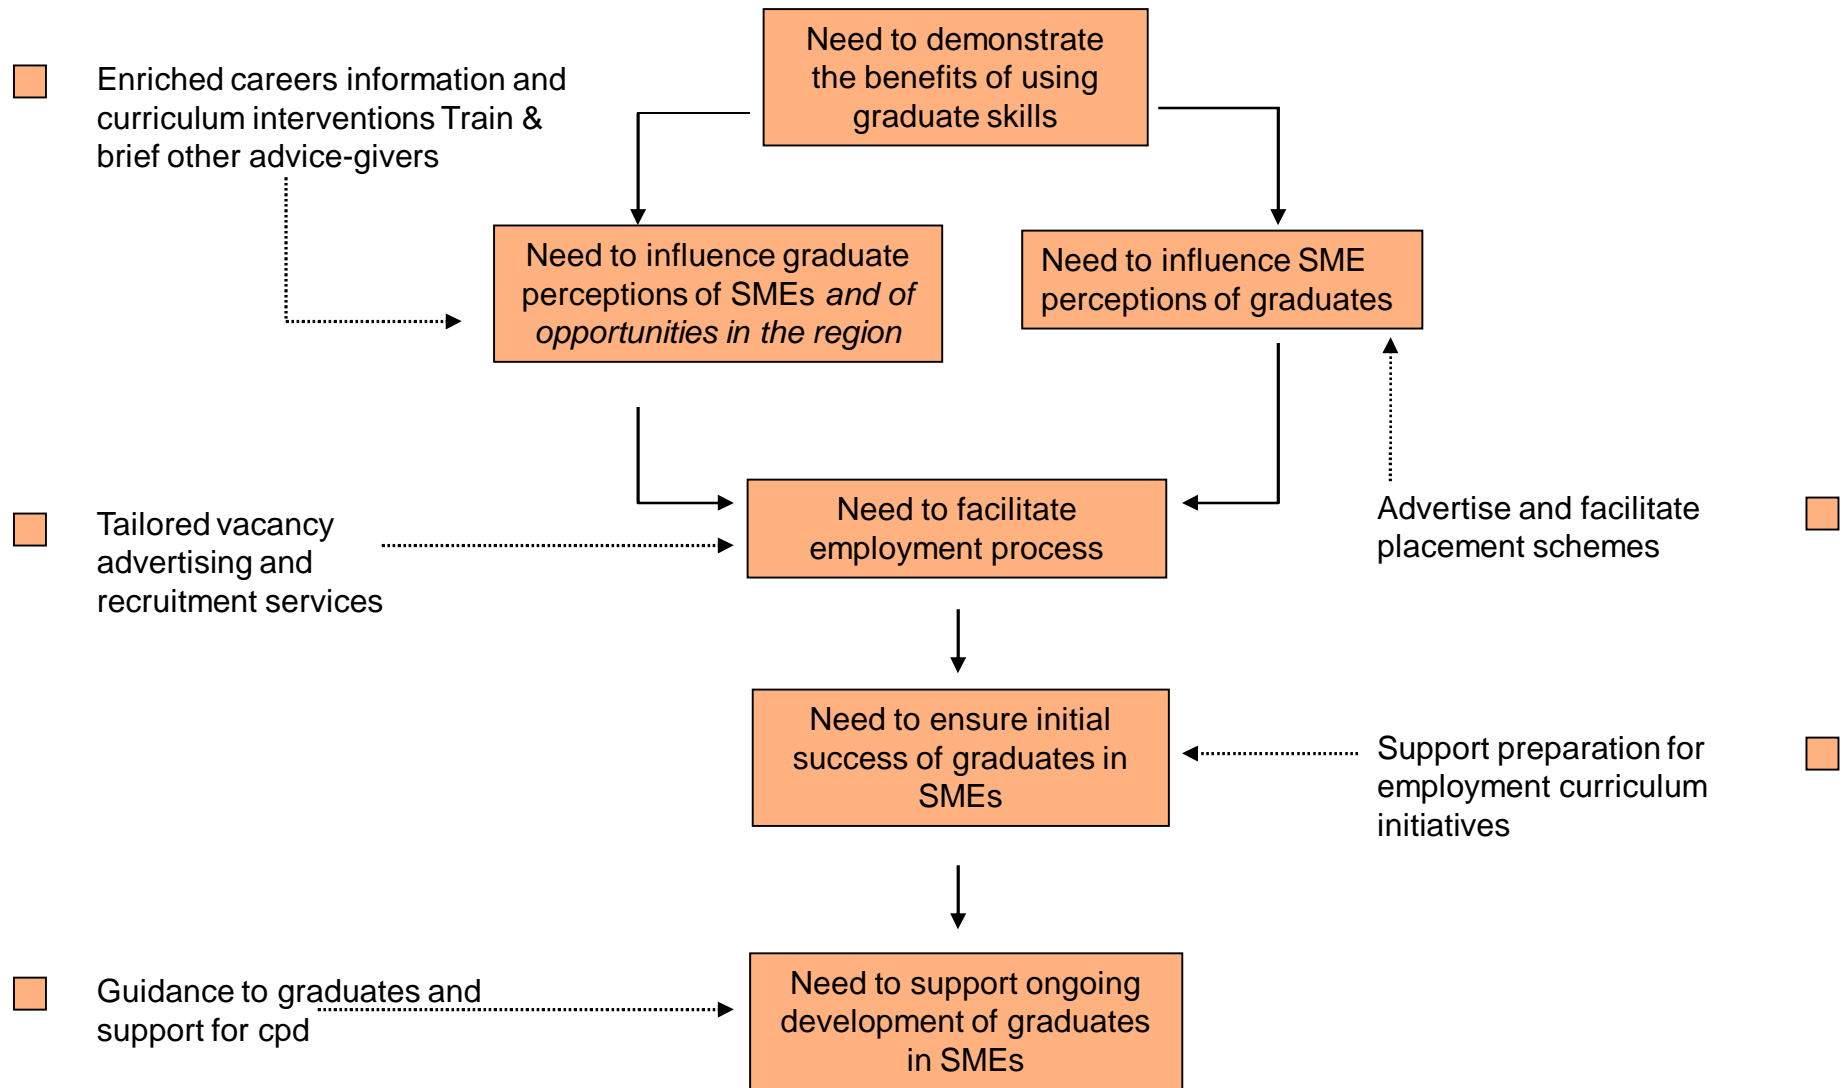 Need to demonstrate
the benefits of using
graduate skills
Enriched careers information and
curriculum interventions Train &
brief other advice-givers
Need to influence graduate
perceptions of SMEs and of
opportunities in the region
Need to influence SME
perceptions of graduates
Need to facilitate
employment process
Tailored vacancy
advertising and
recruitment services
Advertise and facilitate
placement schemes
Need to ensure initial
success of graduates in
SMEs
Support preparation for
employment curriculum
initiatives
Guidance to graduates and
support for cpd
Need to support ongoing
development of graduates
in SMEs